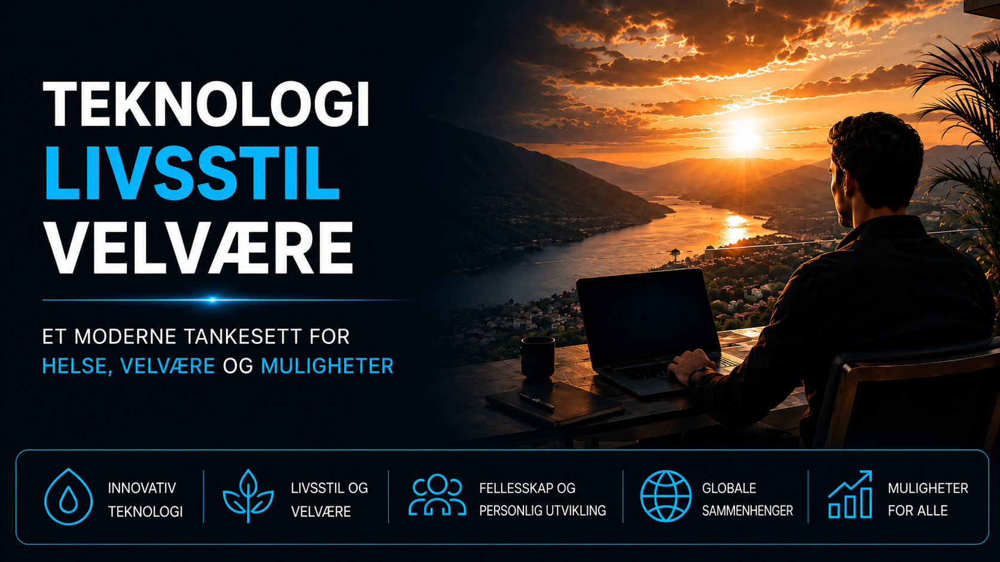 TEKNOLOGI
LIVSSTIL
VELVÆRE
ET MODERNE TANKESETT FOR
HELSE, VELVÆRE OG MULIGHETER
INNOVATIV
TEKNOLOGI
LIVSSTIL OG
VELVÆRE
FELLESSKAP OG
PERSONLIG UTVIKLING
GLOBALE
SAMMENHENGER
MULIGHETER
FOR ALLE